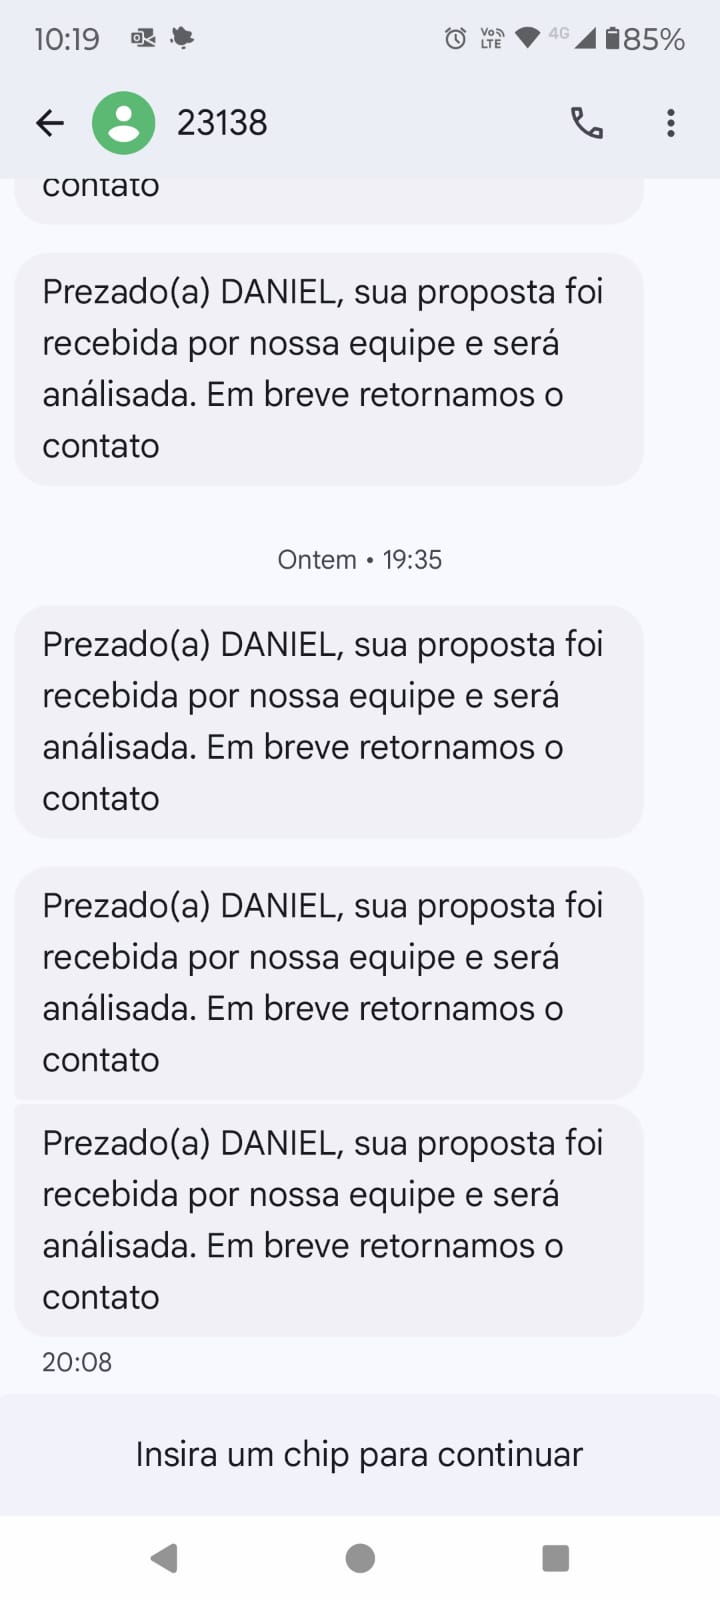 10:19
Vo))
LTE
4G
85%
23138
contato
Prezado(a) DANIEL, sua proposta foi
recebida por nossa equipe e será
análisada. Em breve retornamos o
contato
Ontem • 19:35
Prezado(a) DANIEL, sua proposta foi
recebida por nossa equipe e será
análisada. Em breve retornamos o
contato
Prezado(a) DANIEL, sua proposta foi
recebida por nossa equipe e será
análisada. Em breve retornamos o
contato
Prezado(a) DANIEL, sua proposta foi
recebida por nossa equipe e será
análisada. Em breve retornamos o
contato
20:08
Insira um chip para continuar